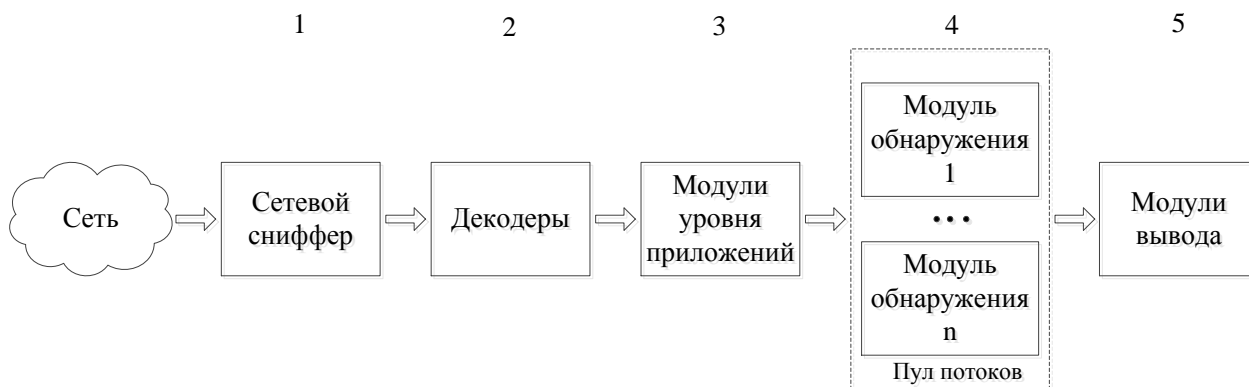 1
2
3
4
5
Сеть
Сетевой
сниффер
Декодеры
Модули
уровня
приложений
Модуль
обнаружения
1
...
Модуль
обнаружения
n
Пул потоков
Модули
вывода